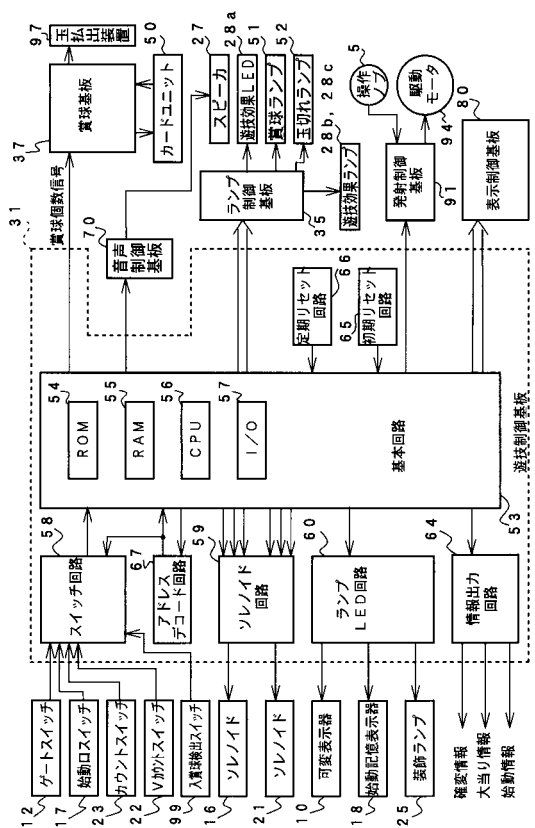 ゲートスイッチ
12
始動口スイッチ
17
カウントスイッチ
23
Vカウントスイッチ
22
入賞球検出スイッチ
99
ソレノイド
16
ソレノイド
21
可変表示器
10
始動記憶表示器
18
装飾ランプ
25
確変情報
大当り情報
始動情報
スイッチ回路
58
アドレス
デコード回路
67
ソレノイド
回路
59
ランプ
LED回路
60
情報出力
回路
64
ROM
54
RAM
55
CPU
56
I/O
57
基本回路
53
遊技制御基板
31
定期リセット
回路
66
初期リセット
回路
65
賞球個数信号
音声
制御
基板
70
賞球基板
37
玉払出装置
97
カードユニット
50
スピーカ
27
遊技効果LED
28a
賞球ランプ
51
玉切れランプ
52
遊技効果ランプ
28b, 28c
ランプ
制御
基板
35
操作
ノブ
5
駆動
モータ
94
発射制御
基板
91
表示制御基板
80